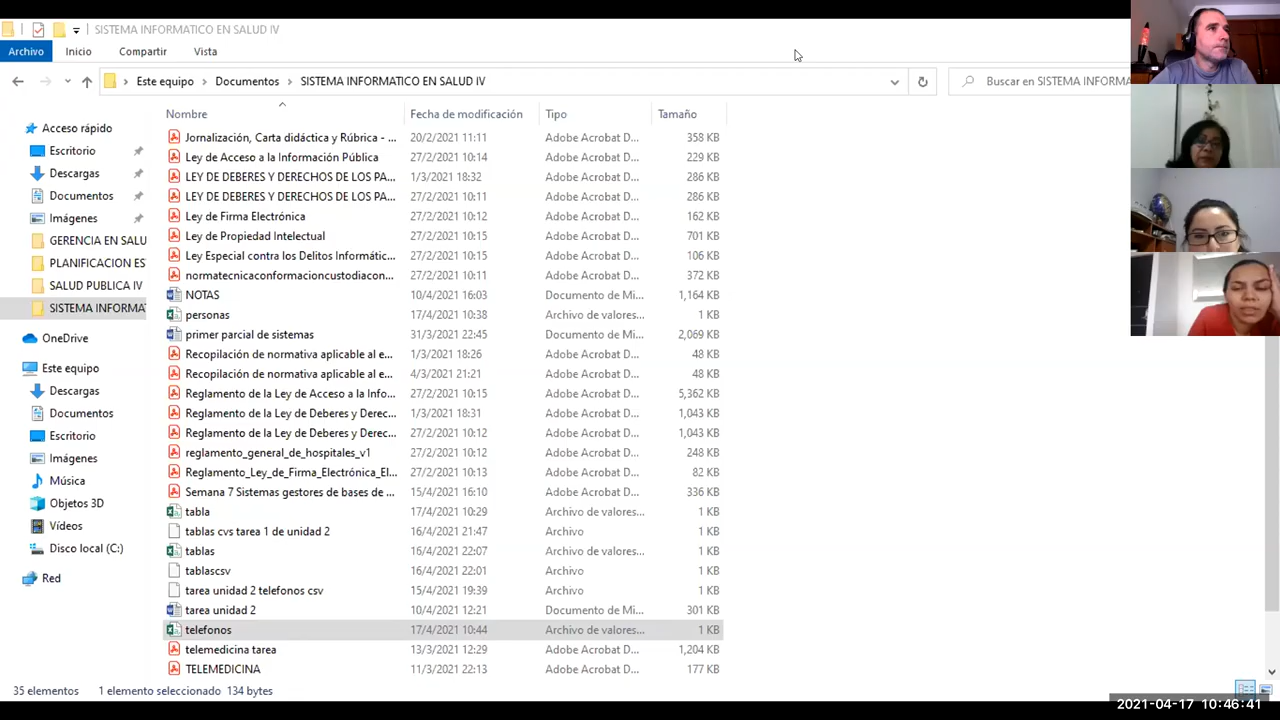 SISTEMA INFORMATICO EN SALUD IV
Archivo Inicio Compartir Vista
Este equipo > Documentos > SISTEMA INFORMATICO EN SALUD IV
Buscar en SISTEMA INFORMA
Nombre Fecha de modificación Tipo Tamaño
Acceso rápido
Escritorio
Descargas
Documentos
Imágenes
GERENCIA EN SALU
PLANIFICACION ES
SALUD PUBLICA IV
SISTEMA INFORMA
OneDrive
Este equipo
Descargas
Documentos
Escritorio
Imágenes
Música
Objetos 3D
Vídeos
Disco local (C:)
Red
Jornalización, Carta didáctica y Rúbrica - ... 20/2/2021 11:11 Adobe Acrobat D... 358 KB
Ley de Acceso a la Información Pública 27/2/2021 10:14 Adobe Acrobat D... 229 KB
LEY DE DEBERES Y DERECHOS DE LOS PA... 1/3/2021 18:32 Adobe Acrobat D... 286 KB
LEY DE DEBERES Y DERECHOS DE LOS PA... 27/2/2021 10:11 Adobe Acrobat D... 286 KB
Ley de Firma Electrónica 27/2/2021 10:12 Adobe Acrobat D... 162 KB
Ley de Propiedad Intelectual 27/2/2021 10:15 Adobe Acrobat D... 701 KB
Ley Especial contra los Delitos Informátic... 27/2/2021 10:15 Adobe Acrobat D... 106 KB
normatecnicaconformacioncustodiacon... 27/2/2021 10:11 Adobe Acrobat D... 372 KB
NOTAS 10/4/2021 16:03 Documento de Mi... 1,164 KB
personas 17/4/2021 10:38 Archivo de valores... 1 KB
primer parcial de sistemas 31/3/2021 22:45 Documento de Mi... 2,069 KB
Recopilación de normativa aplicable al e... 1/3/2021 18:26 Adobe Acrobat D... 48 KB
Recopilación de normativa aplicable al e... 4/3/2021 21:21 Adobe Acrobat D... 48 KB
Reglamento de la Ley de Acceso a la Info... 27/2/2021 10:15 Adobe Acrobat D... 5,362 KB
Reglamento de la Ley de Deberes y Derec... 1/3/2021 18:31 Adobe Acrobat D... 1,043 KB
Reglamento de la Ley de Deberes y Derec... 27/2/2021 10:12 Adobe Acrobat D... 1,043 KB
reglamento_general_de_hospitales_v1 27/2/2021 10:12 Adobe Acrobat D... 248 KB
Reglamento_Ley_de_Firma_Electrónica_El... 27/2/2021 10:13 Adobe Acrobat D... 82 KB
Semana 7 Sistemas gestores de bases de ... 15/4/2021 16:10 Adobe Acrobat D... 336 KB
tabla 17/4/2021 10:29 Archivo de valores... 1 KB
tablas cvs tarea 1 de unidad 2 16/4/2021 21:47 Archivo 1 KB
tablas 16/4/2021 22:07 Archivo de valores... 1 KB
tablascsv 16/4/2021 22:01 Archivo 1 KB
tarea unidad 2 telefonos csv 15/4/2021 19:39 Archivo 1 KB
tarea unidad 2 10/4/2021 12:21 Documento de Mi... 301 KB
telefonos 17/4/2021 10:44 Archivo de valores... 1 KB
telemedicina tarea 13/3/2021 12:29 Adobe Acrobat D... 1,204 KB
TELEMEDICINA 11/3/2021 22:13 Adobe Acrobat D... 177 KB
35 elementos 1 elemento seleccionado 134 bytes
2021-04-17 10:46:41